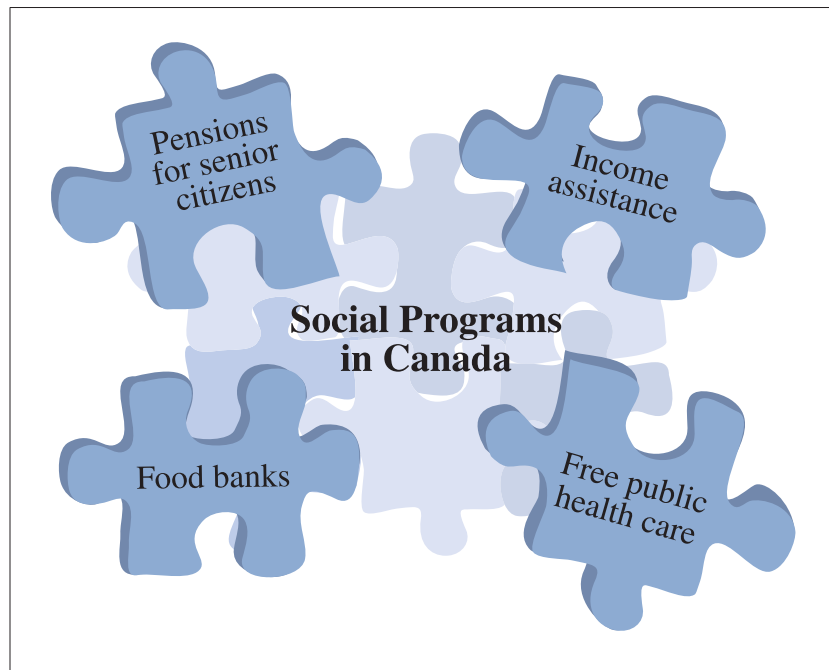 Pensions
for senior
citizens
Income
assistance
Social Programs
in Canada
Food banks
Free public
health care